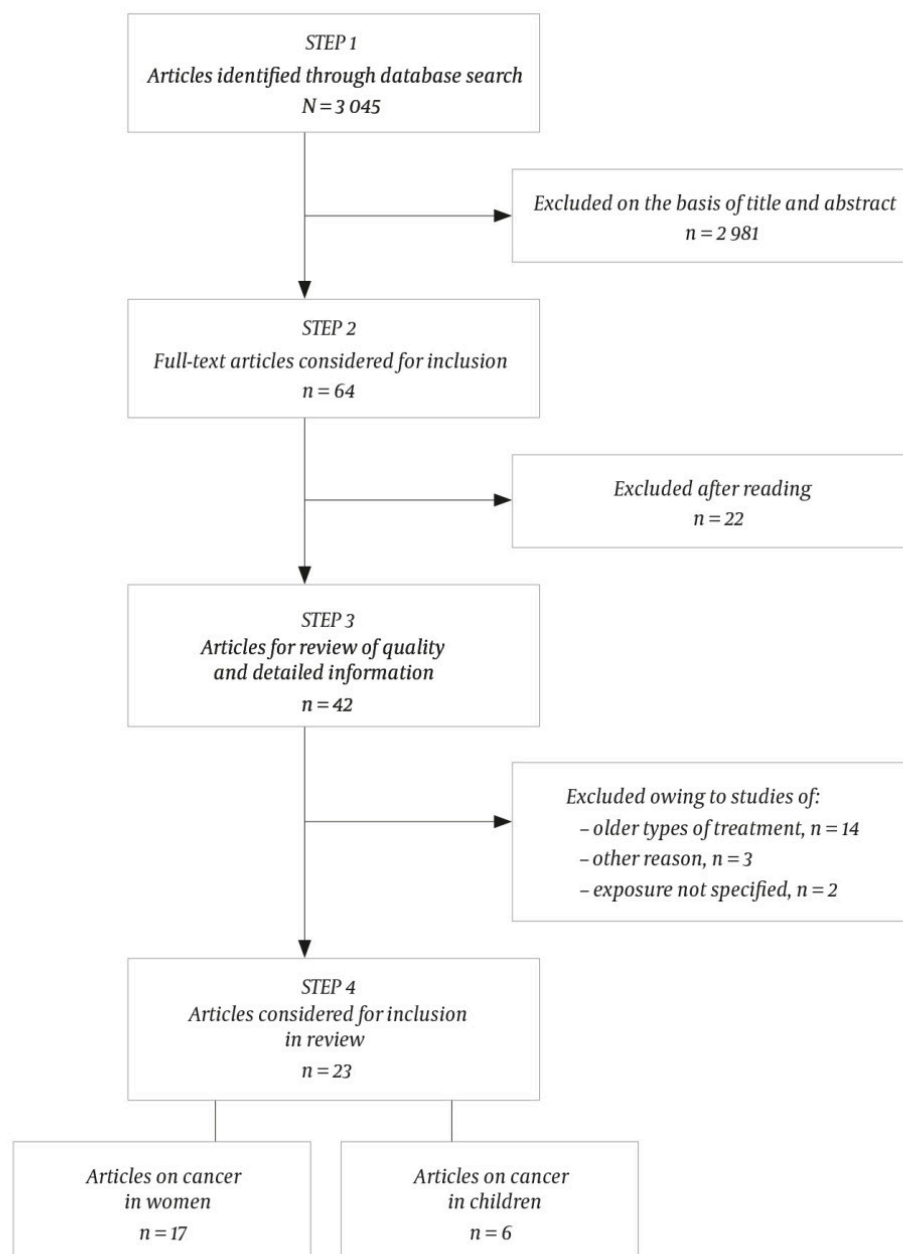 STEP 1
Articles identified through database search
N = 3 045
Excluded on the basis of title and abstract
n = 2 981
STEP 2
Full-text articles considered for inclusion
n = 64
Excluded after reading
n = 22
STEP 3
Articles for review of quality
and detailed information
n = 42
Excluded owing to studies of:
– older types of treatment, n = 14
– other reason, n = 3
– exposure not specified, n = 2
STEP 4
Articles considered for inclusion
in review
n = 23
Articles on cancer
in women
n = 17
Articles on cancer
in children
n = 6